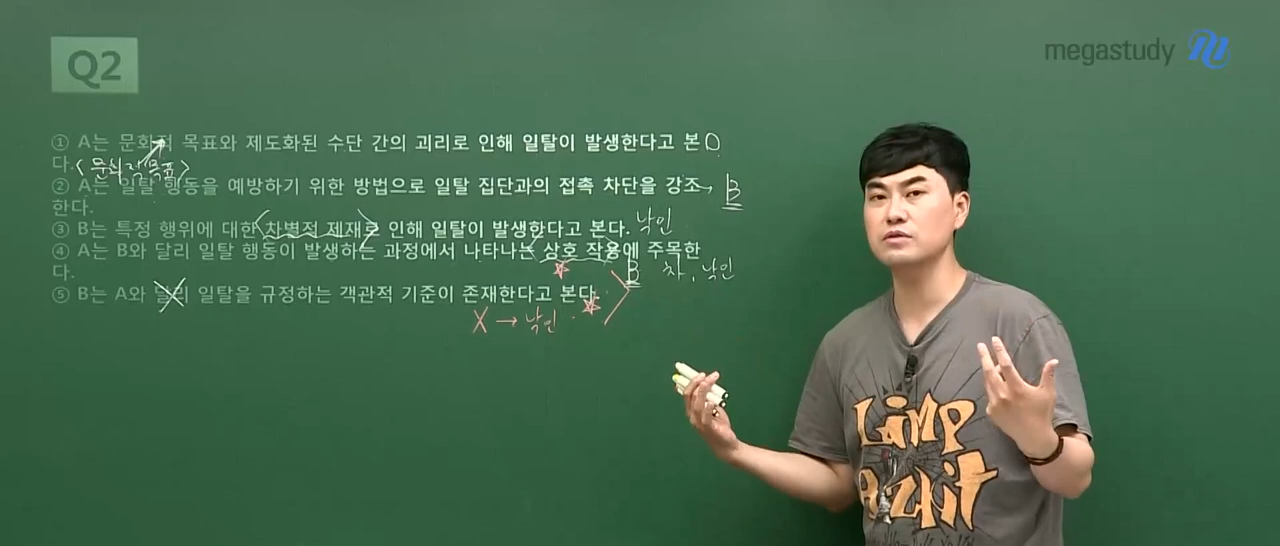 Q2
megastudy
① A는 문화적 목표와 제도화된 수단 간의 괴리로 인해 일탈이 발생한다고 본 O
다. <문화적 목표>
② A는 일탈 행동을 예방하기 위한 방법으로 일탈 집단과의 접촉 차단을 강조 → B
한다.
③ B는 특정 행위에 대한 차별적 제재로 인해 일탈이 발생한다고 본다. 낙인
④ A는 B와 달리 일탈 행동이 발생하는 과정에서 나타나는 상호 작용에 주목한
다. B 차, 낙인
⑤ B는 A와 달리 일탈을 규정하는 객관적 기준이 존재한다고 본다.
X → 낙인
LIMP
BIZKIT